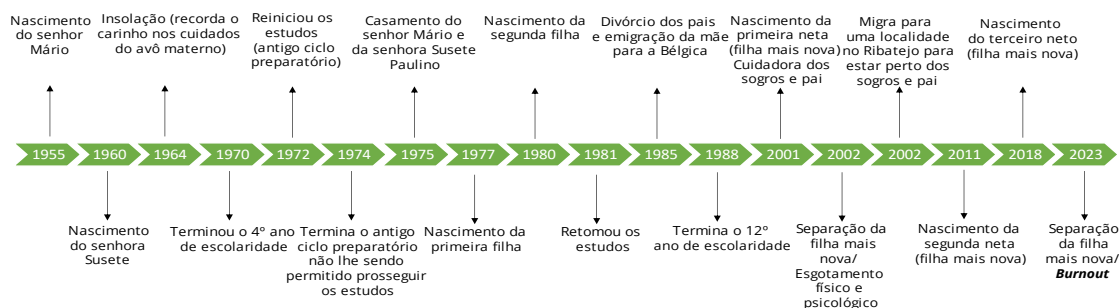 Nascimento
do senhor
Mário
Insolação (recorda o
carinho nos cuidados
do avô materno)
Reiniciou os
estudos
(antigo ciclo
preparatório)
Casamento do
senhor Mário e
da senhora Susete
Paulino
Nascimento da
segunda filha
Divórcio dos pais
e emigração da mãe
para a Bélgica
Nascimento da
primeira neta
(filha mais nova)
Cuidadora dos
sogros e pai
Migra para
uma localidade
no Ribatejo para
estar perto dos
sogros e pai
Nascimento
do terceiro neto
(filha mais nova)
1955
1960
1964
1970
1972
1974
1975
1977
1980
1981
1985
1988
2001
2002
2002
2011
2018
2023
Nascimento
do senhora
Susete
Terminou o 4º ano
de escolaridade
Termina o antigo
ciclo preparatório
não lhe sendo
permitido prosseguir
os estudos
Nascimento da
primeira filha
Retomou os
estudos
Termina o 12º
ano de escolaridade
Separação da
filha mais
nova/
Esgotamento
físico e
psicológico
Nascimento da
segunda neta
(filha mais nova)
Separação
da filha
mais nova/
Burnout